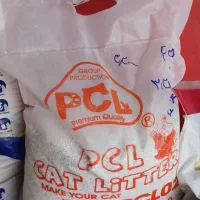 GROUP
PRODUCTION
PCL
Premium Quality
®
PCL
CAT LITTER
MAKE YOUR CAT